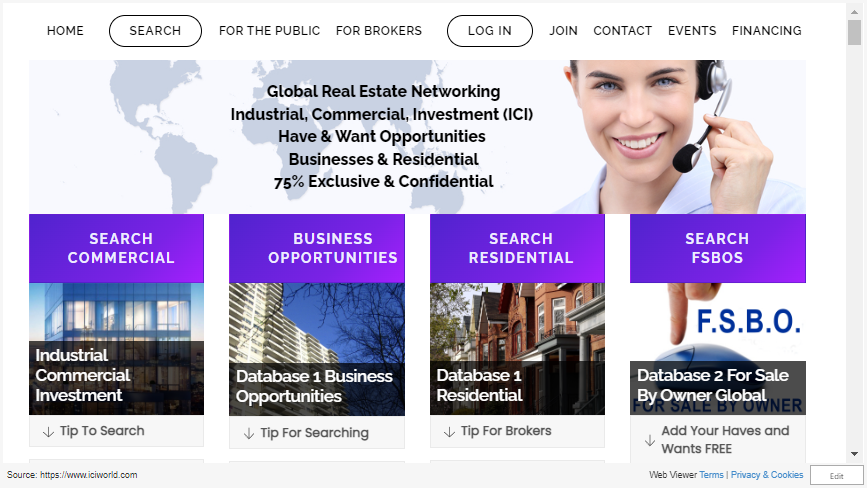 HOME SEARCH FOR THE PUBLIC FOR BROKERS LOG IN JOIN CONTACT EVENTS FINANCING
Global Real Estate Networking
Industrial, Commercial, Investment (ICI)
Have & Want Opportunities
Businesses & Residential
75% Exclusive & Confidential
SEARCH
COMMERCIAL
BUSINESS
OPPORTUNITIES
SEARCH
RESIDENTIAL
SEARCH
FSBOS
Industrial
Commercial
Investment
Database 1 Business
Opportunities
Database 1
Residential
F.S.B.O.
Database 2 For Sale
By Owner Global
FOR SALE BY OWNER
Tip To Search
Tip For Searching
Tip For Brokers
Add Your Haves and
Wants FREE
Source: https://www.iciworld.com
Web Viewer Terms | Privacy & Cookies
Edit